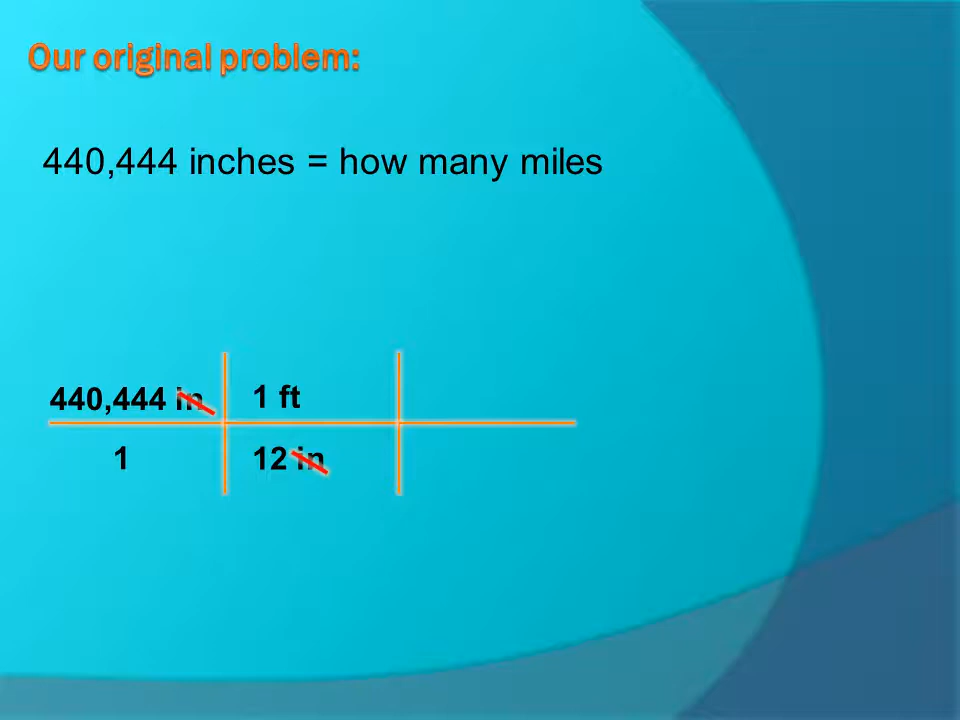 Our original problem:
440,444 inches = how many miles
440,444 in
1 ft
1
12 in